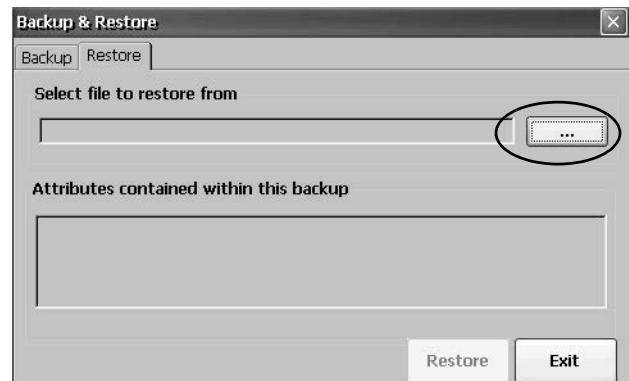 Backup & Restore
Backup Restore
Select file to restore from
...
Attributes contained within this backup
Restore Exit